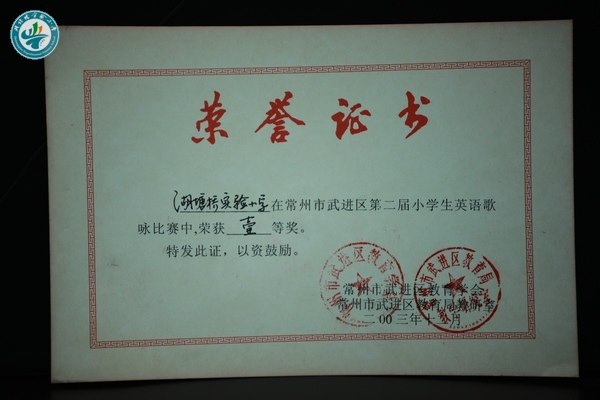 荣誉证书
湖塘桥实验小学在常州市武进区第二届小学生英语歌
咏比赛中,荣获 壹 等奖。
特发此证，以资鼓励。
常州市武进区教育学会
常州市武进区教育局教研室
二00三年十 月